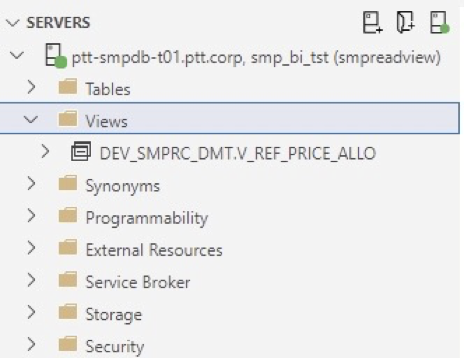 SERVERS
ptt-smpdb-t01.ptt.corp, smp_bi_tst (smpreadview)
Tables
Views
DEV_SMPRC_DMT.V_REF_PRICE_ALLO
Synonyms
Programmability
External Resources
Service Broker
Storage
Security